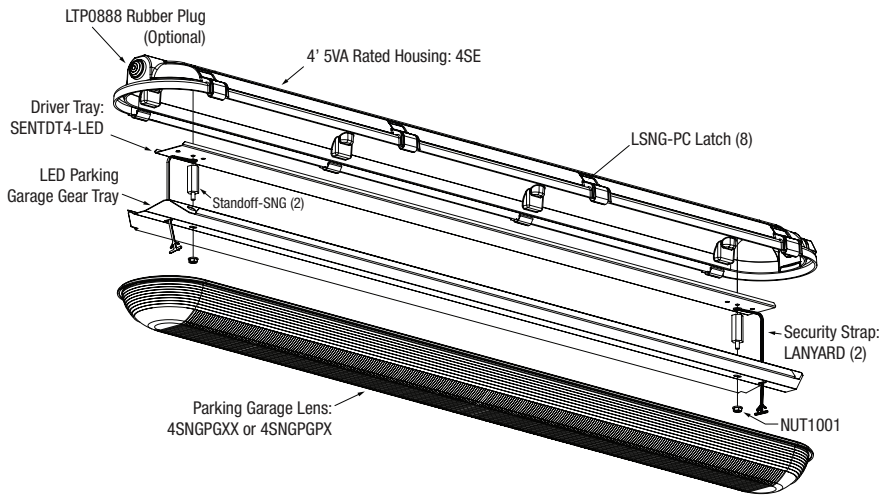 LTP0888 Rubber Plug
(Optional)
4’ 5VA Rated Housing: 4SE
Driver Tray:
SENTDT4-LED
LSNG-PC Latch (8)
LED Parking
Garage Gear Tray
Standoff-SNG (2)
Security Strap:
LANYARD (2)
Parking Garage Lens:
4SNGPGXX or 4SNGPGPX
NUT1001